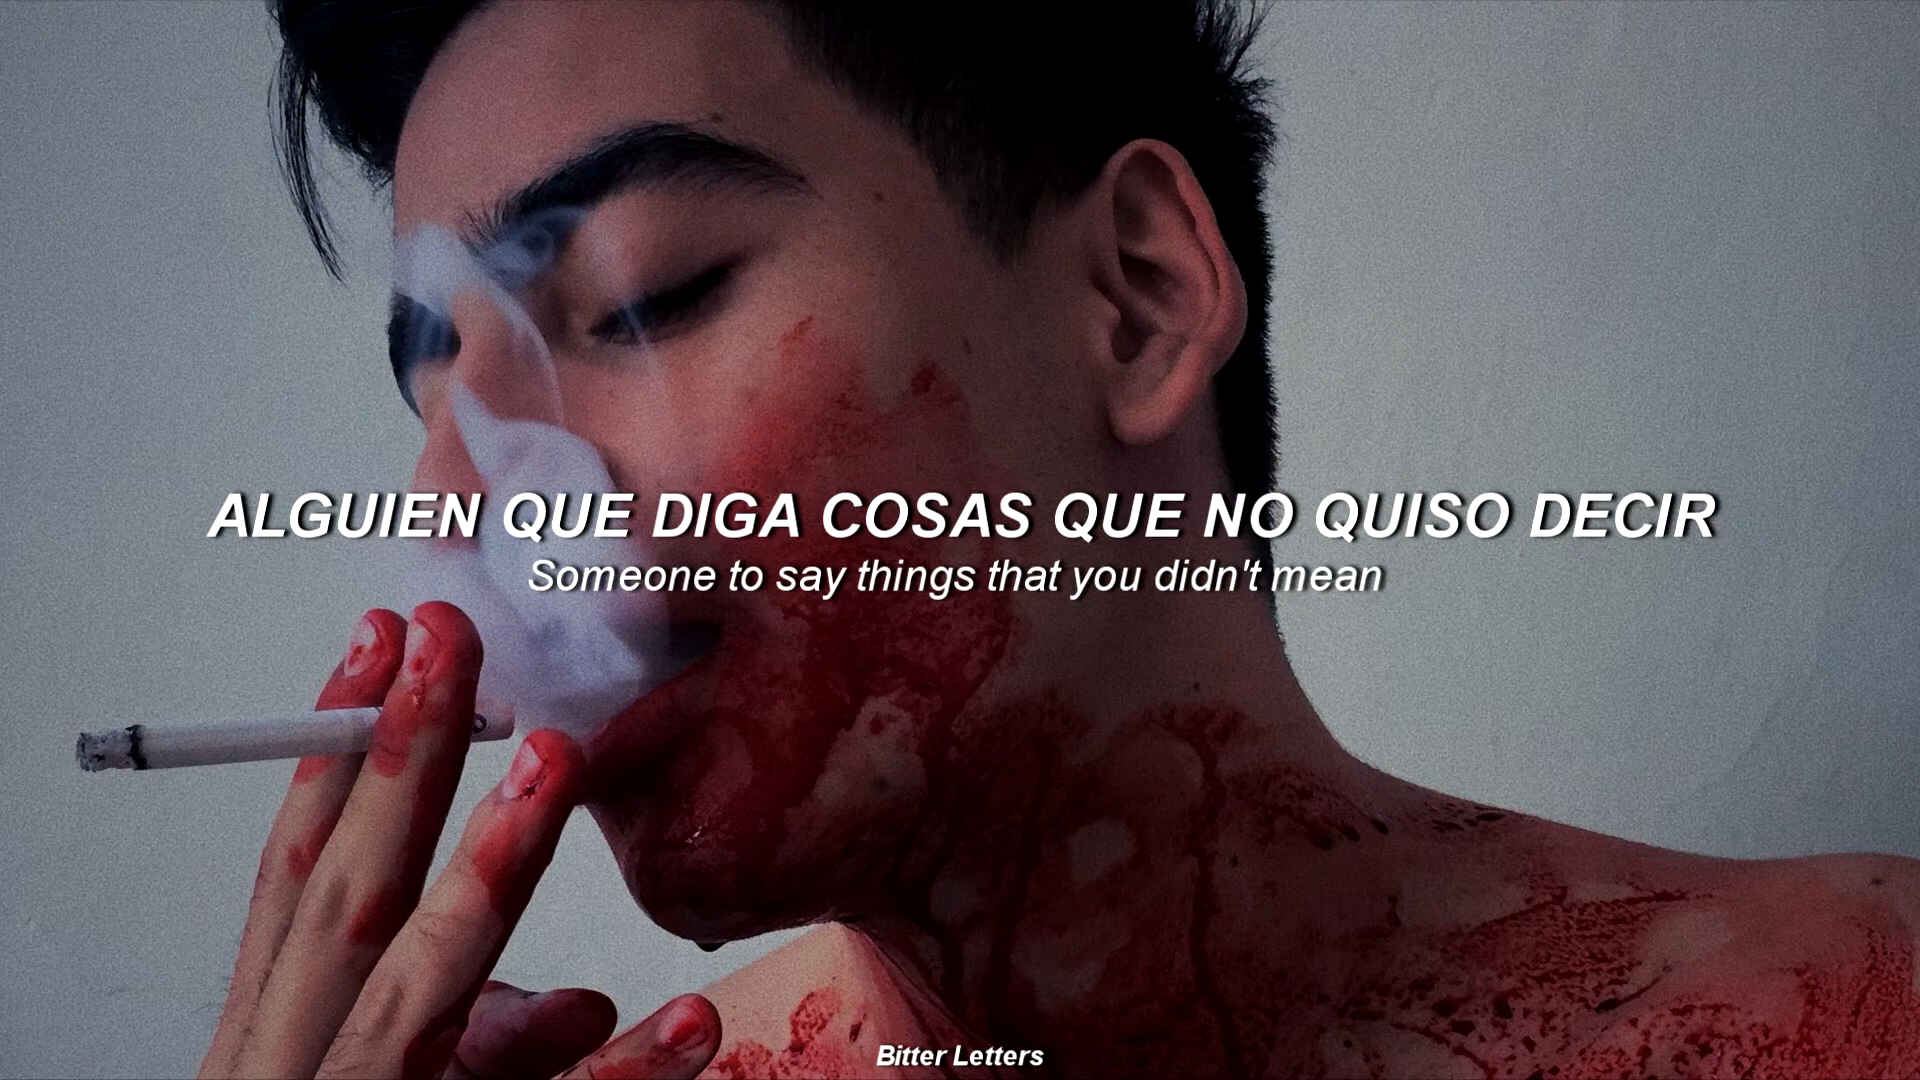 ALGUIEN QUE DIGA COSAS QUE NO QUISO DECIR
Someone to say things that you didn't mean
Bitter Letters